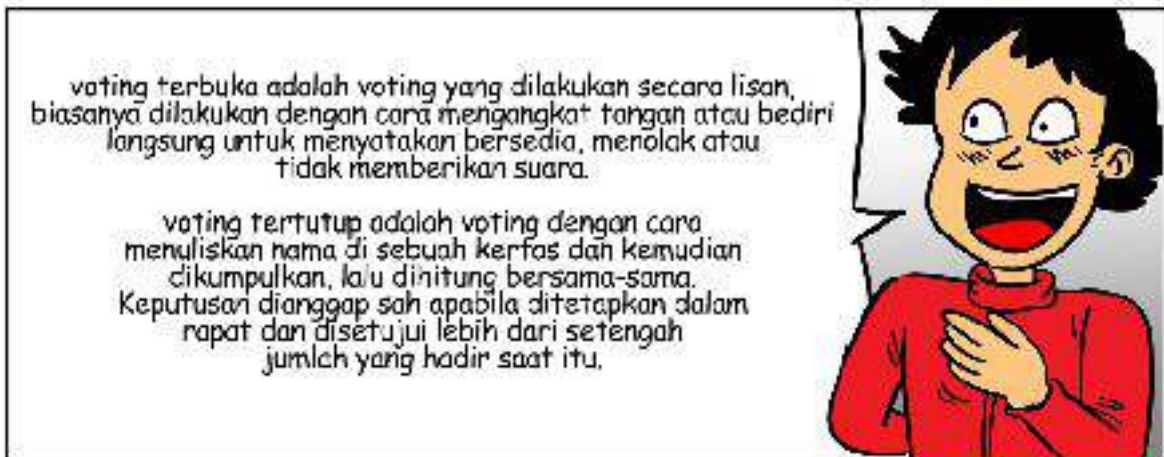 voting terbuka adalah voting yang dilakukan secara lisan,
biasanya dilakukan dengan cara mengangkat tangan atau bediri
langsung untuk menyatakan bersedia, menolak atau
tidak memberikan suara.
voting tertutup adalah voting dengan cara
menuliskan nama di sebuah kertas dan kemudian
dikumpulkan, lalu dihitung bersama-sama.
Keputusan dianggap sah apabila ditetapkan dalam
rapat dan disetujui lebih dari setengah
jumlah yang hadir saat itu.